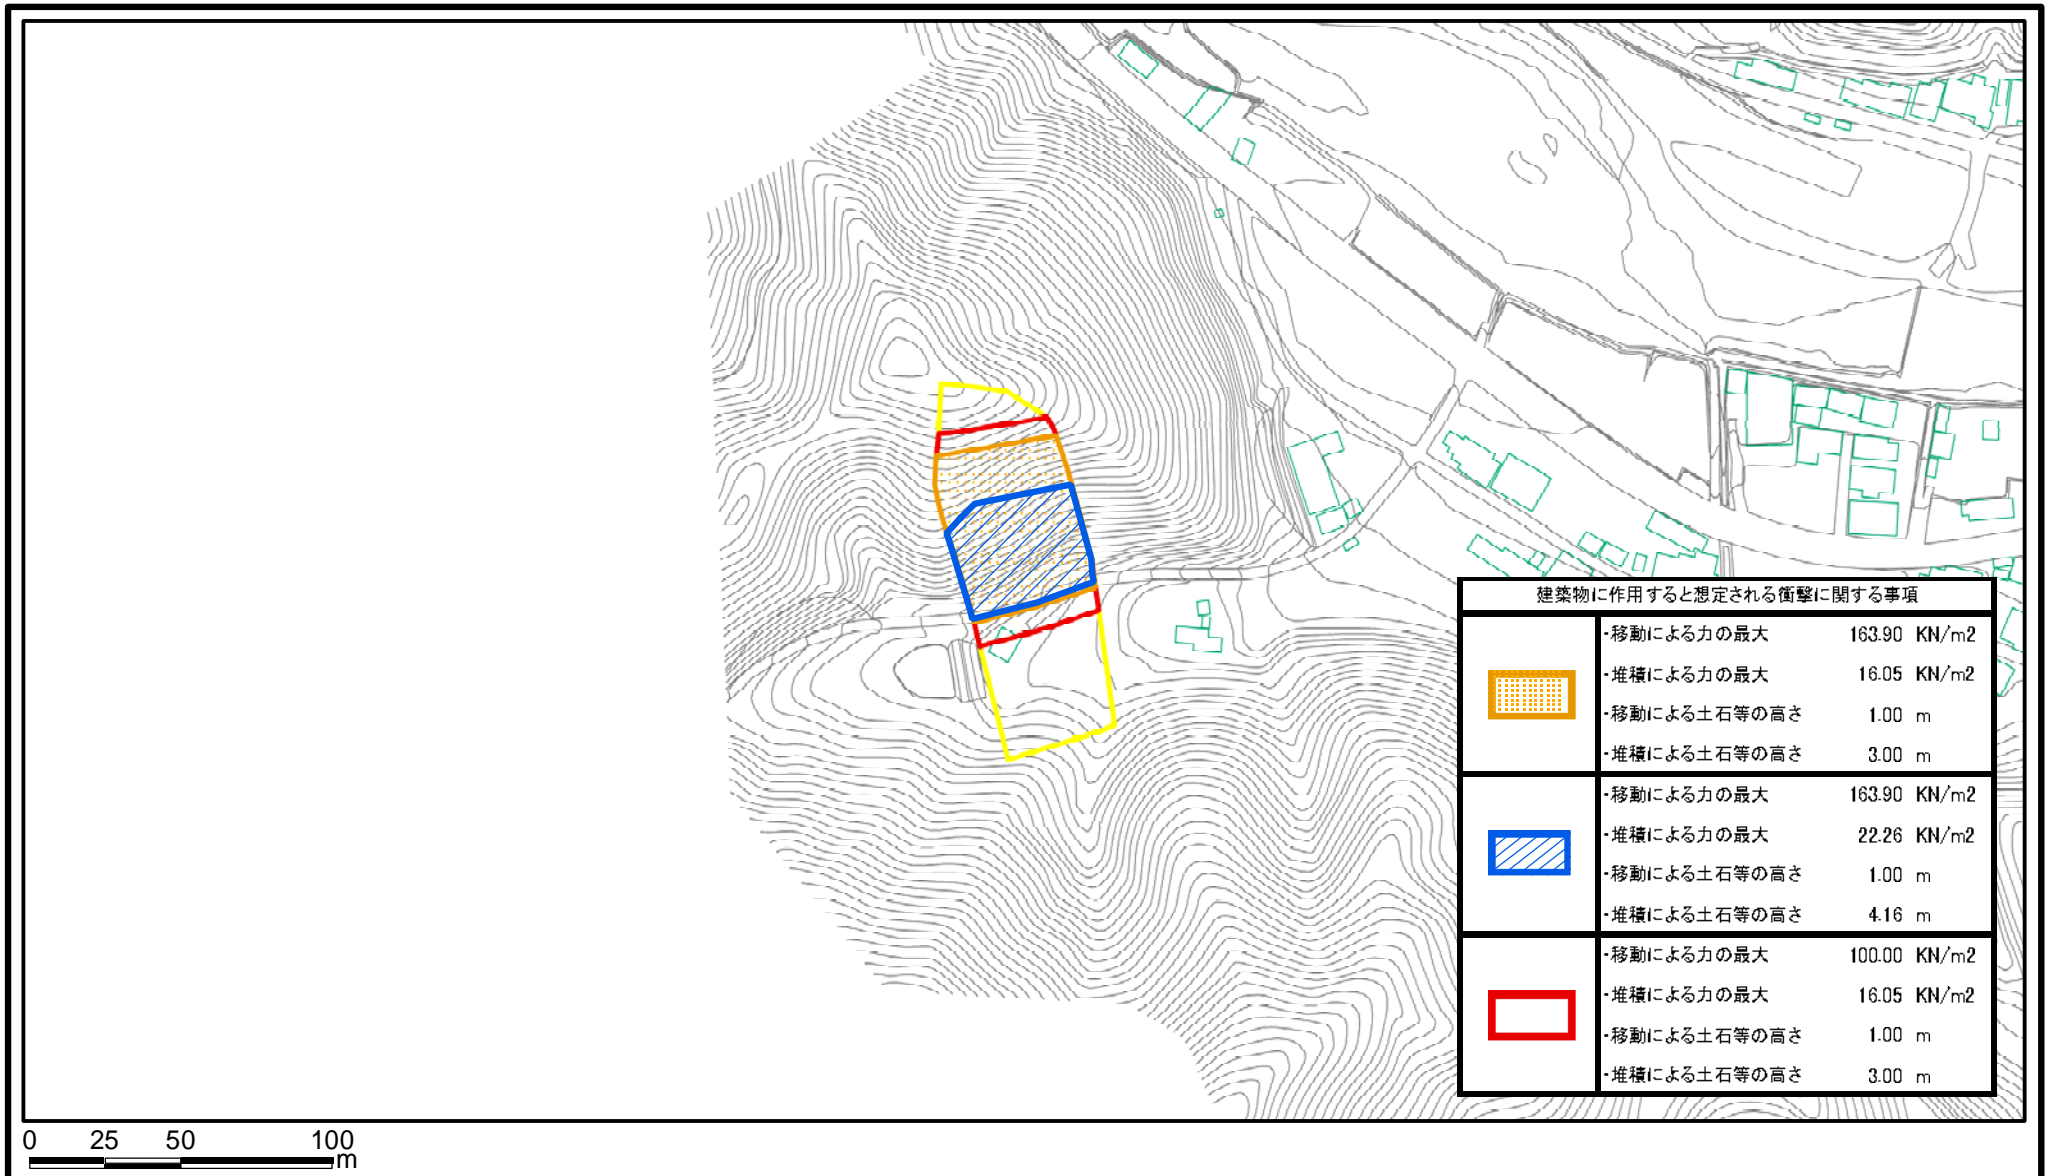 建築物に作用すると想定される衝撃に関する事項
・移動による力の最大 163.90 KN/m2
・堆積による力の最大 16.05 KN/m2
・移動による土石等の高さ 1.00 m
・堆積による土石等の高さ 3.00 m
・移動による力の最大 163.90 KN/m2
・堆積による力の最大 22.26 KN/m2
・移動による土石等の高さ 1.00 m
・堆積による土石等の高さ 4.16 m
・移動による力の最大 100.00 KN/m2
・堆積による力の最大 16.05 KN/m2
・移動による土石等の高さ 1.00 m
・堆積による土石等の高さ 3.00 m
0 25 50 100
m